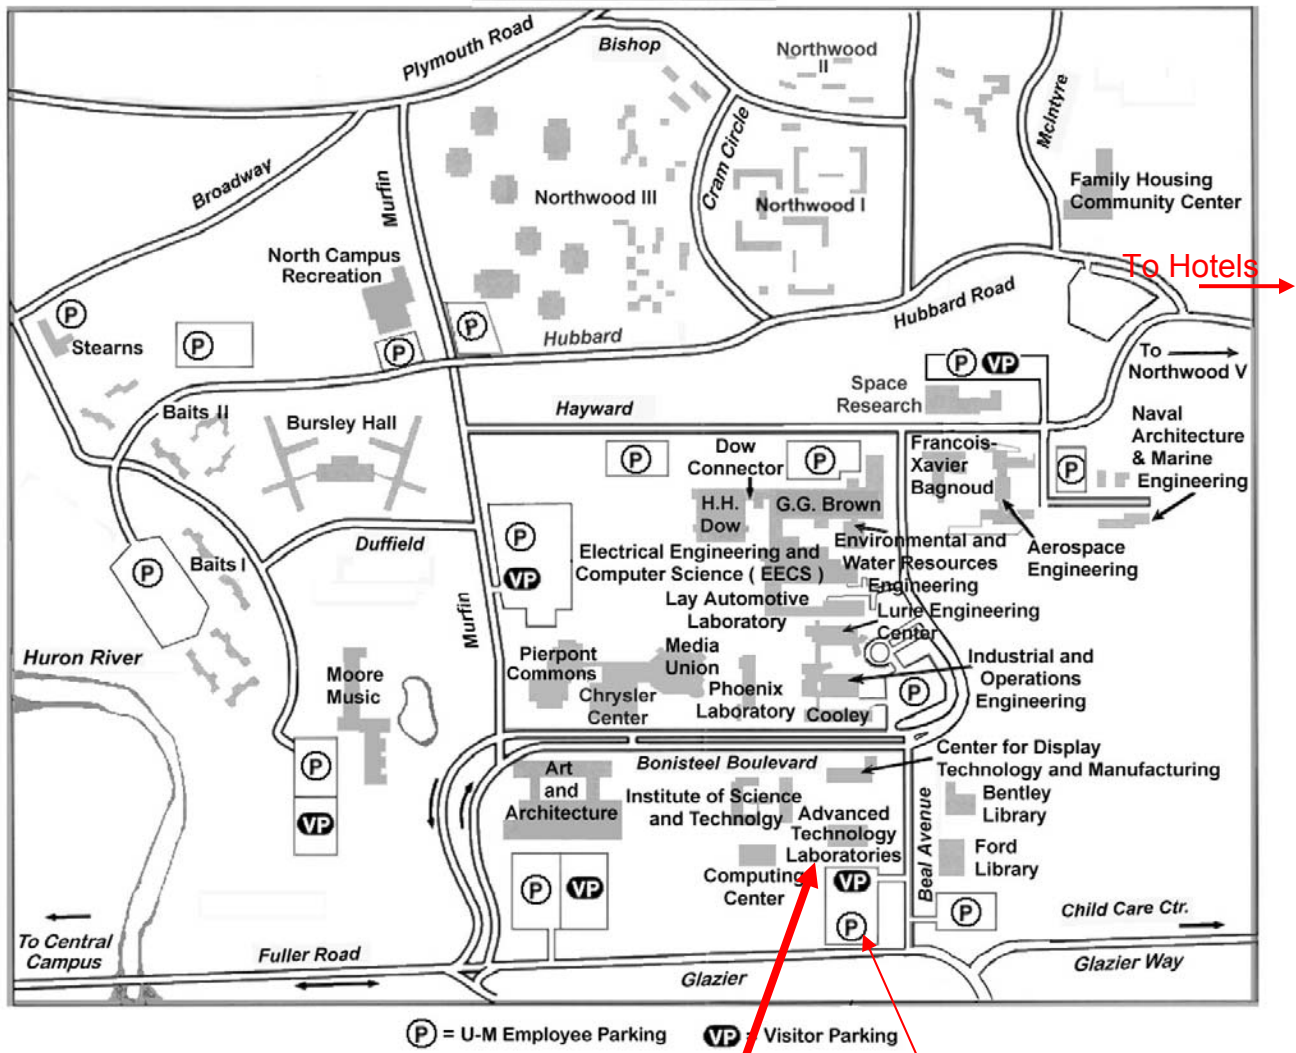 Plymouth Road
Bishop
Northwood
II
McIntyre
Cram Circle
Broadway
Murfin
Northwood III
Northwood I
Family Housing
Community Center
North Campus
Recreation
To Hotels
Hubbard Road
P
Stearns
P
P
P
Hubbard
To
Northwood V
P VP
Space
Research
Baits II
Bursley Hall
Hayward
Naval
Architecture
& Marine
Engineering
Dow
Connector
P
P
Francois-
Xavier
Bagnoud
P
H.H.
Dow
G.G. Brown
P
VP
Duffield
Electrical Engineering and
Computer Science ( EECS )
Environmental and
Water Resources
Engineering
Aerospace
Engineering
P
Baits I
Lay Automotive
Laboratory
Lurie Engineering
Center
Murfin
Huron River
Moore
Music
Pierpont
Commons
Media
Union
Chrysler
Center
Phoenix
Laboratory
Cooley
Industrial and
Operations
Engineering
P
Bonisteel Boulevard
Center for Display
Technology and Manufacturing
P
VP
Art
and
Architecture
Institute of Science
and Technolgy
Advanced
Technology
Laboratories
Bentley
Library
Beal Avenue
Ford
Library
Computing
Center
P VP
VP
P
P
Child Care Ctr.
To Central
Campus
Fuller Road
Glazier
Glazier Way
P = U-M Employee Parking VP = Visitor Parking